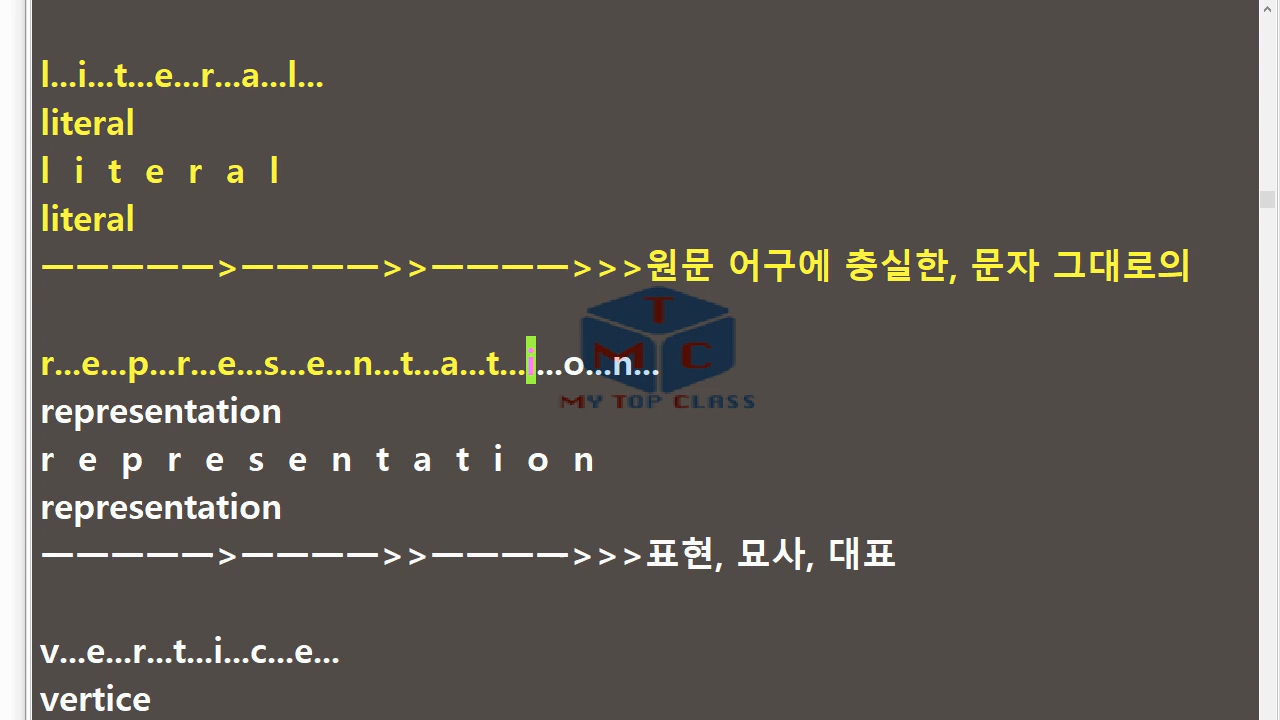 l...i...t...e...r...a...l...
literal
l i t e r a l
literal
—————>————>>————>>>원문 어구에 충실한, 문자 그대로의
T
M C
MY TOP CLASS
r...e...p...r...e...s...e...n...t...a...t...i...o...n...
representation
r e p r e s e n t a t i o n
representation
—————>————>>————>>>표현, 묘사, 대표
v...e...r...t...i...c...e...
vertice